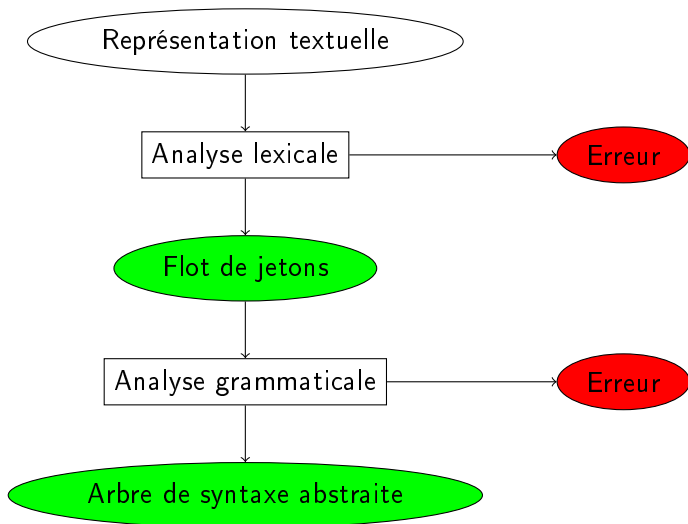 Représentation textuelle
Analyse lexicale
Erreur
Flot de jetons
Analyse grammaticale
Erreur
Arbre de syntaxe abstraite